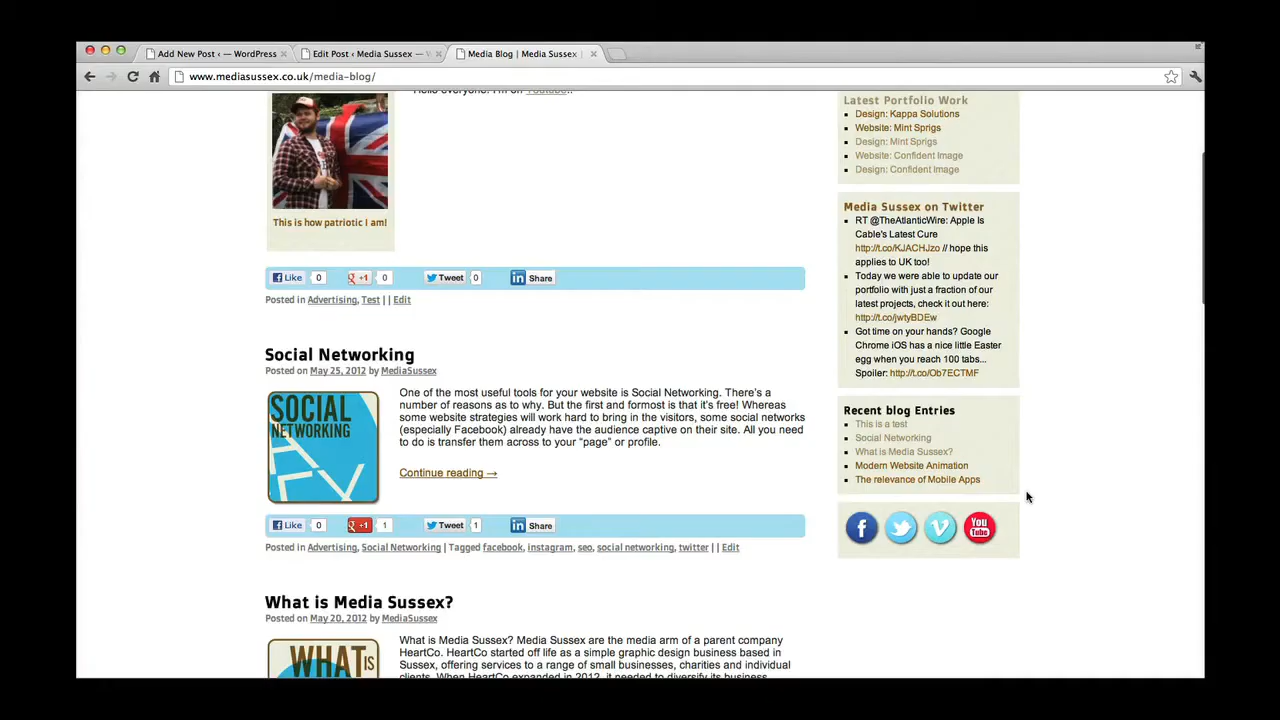 Add New Post ‹ — WordPress
Edit Post ‹ Media Sussex —
Media Blog | Media Sussex
www.mediasussex.co.uk/media-blog/
Hello everyone! I'm on Youtube!!
This is how patriotic I am!
Like 0 +1 0 Tweet 0 Share
Posted in Advertising, Test | | Edit
Social Networking
Posted on May 25, 2012 by MediaSussex
SOCIAL
NETWORKING
One of the most useful tools for your website is Social Networking. There's a
number of reasons as to why. But the first and formost is that it's free! Whereas
some website strategies will work hard to bring in the visitors, some social networks
(especially Facebook) already have the audience captive on their site. All you need
to do is transfer them across to your "page" or profile.
Continue reading →
Like 0 +1 1 Tweet 1 Share
Posted in Advertising, Social Networking | Tagged facebook, instagram, seo, social networking, twitter | | Edit
What is Media Sussex?
Posted on May 20, 2012 by MediaSussex
WHAT IS
What is Media Sussex? Media Sussex are the media arm of a parent company
HeartCo. HeartCo started off life as a simple graphic design business based in
Sussex, offering services to a range of small businesses, charities and individual
clients. When HeartCo expanded in 2012, it needed to diversify its business
Latest Portfolio Work
Design: Kappa Solutions
Website: Mint Sprigs
Design: Mint Sprigs
Website: Confident Image
Design: Confident Image
Media Sussex on Twitter
RT @TheAtlanticWire: Apple Is
Cable's Latest Cure
http://t.co/KJACHJzo // hope this
applies to UK too!
Today we were able to update our
portfolio with just a fraction of our
latest projects, check it out here:
http://t.co/jwtyBDEw
Got time on your hands? Google
Chrome iOS has a nice little Easter
egg when you reach 100 tabs...
Spoiler: http://t.co/Ob7ECTMF
Recent blog Entries
This is a test
Social Networking
What is Media Sussex?
Modern Website Animation
The relevance of Mobile Apps
You
Tube